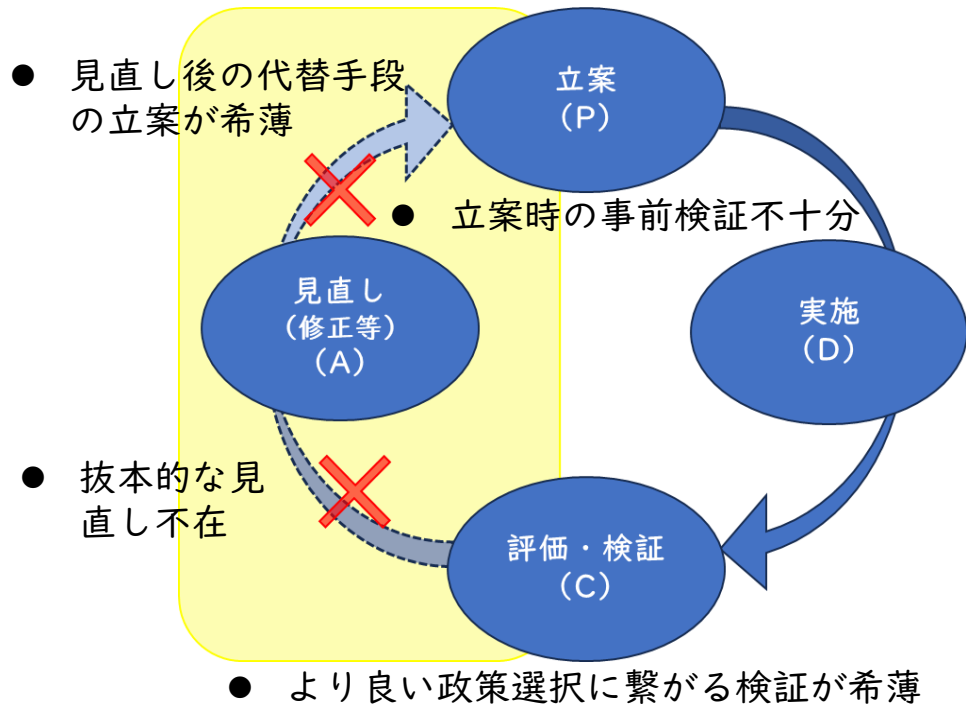 ● 見直し後の代替手段
の立案が希薄
立案
(P)
● 立案時の事前検証不十分
見直し
(修正等)
(A)
実施
(D)
● 抜本的な見
直し不在
評価・検証
(C)
● より良い政策選択に繋がる検証が希薄